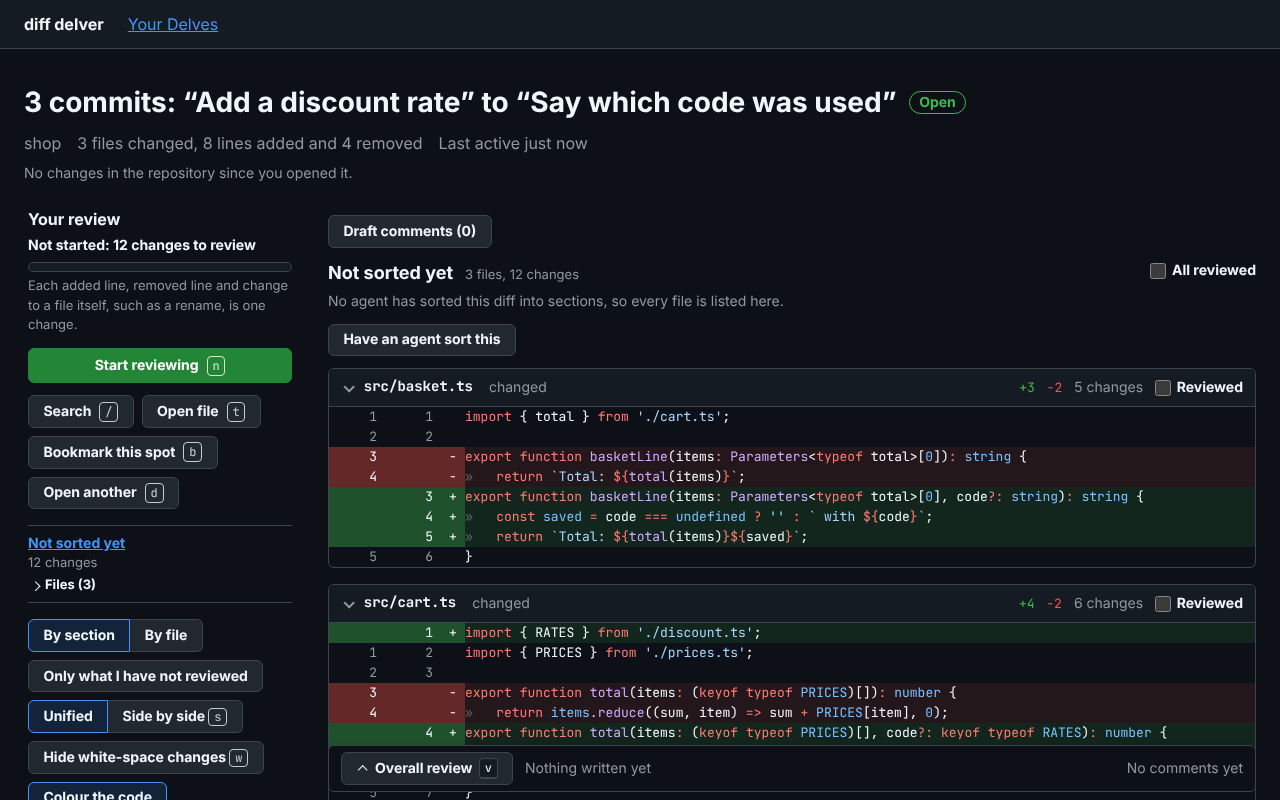 diff delver Your Delves
3 commits: “Add a discount rate” to “Say which code was used” Open
shop 3 files changed, 8 lines added and 4 removed Last active just now
No changes in the repository since you opened it.
Your review
Not started: 12 changes to review
Each added line, removed line and change
to a file itself, such as a rename, is one
change.
Start reviewing n
Search / Open file t
Bookmark this spot b
Open another d
Not sorted yet
12 changes
Files (3)
By section By file
Only what I have not reviewed
Unified Side by side s
Hide white-space changes w
Colour the code
Draft comments (0)
Not sorted yet 3 files, 12 changes All reviewed
No agent has sorted this diff into sections, so every file is listed here.
Have an agent sort this
src/basket.ts changed +3 -2 5 changes Reviewed
1 1 import { total } from './cart.ts';
2 2
3 - export function basketLine(items: Parameters<typeof total>[0]): string {
4 - » return `Total: ${total(items)}`;
3 + export function basketLine(items: Parameters<typeof total>[0], code?: string): string {
4 + » const saved = code === undefined ? '' : ` with ${code}`;
5 + » return `Total: ${total(items)}${saved}`;
5 6 }
src/cart.ts changed +4 -2 6 changes Reviewed
1 + import { RATES } from './discount.ts';
1 2 import { PRICES } from './prices.ts';
2 3
3 - export function total(items: (keyof typeof PRICES)[]): number {
4 - » return items.reduce((sum, item) => sum + PRICES[item], 0);
4 + export function total(items: (keyof typeof PRICES)[], code?: keyof typeof RATES): number {
Overall review v Nothing written yet No comments yet
5 7 }